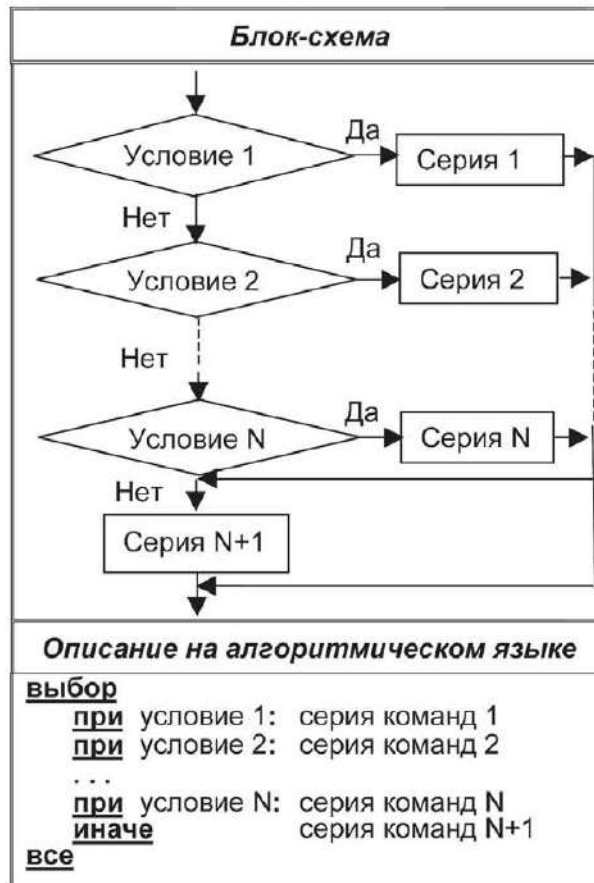 Блок-схема
Да
Условие 1
Серия 1
Нет
Да
Условие 2
Серия 2
Нет
Да
Условие N
Серия N
Нет
Серия N+1
Описание на алгоритмическом языке
выбор
при условие 1: серия команд 1
при условие 2: серия команд 2
. . .
при условие N: серия команд N
иначе серия команд N+1
все